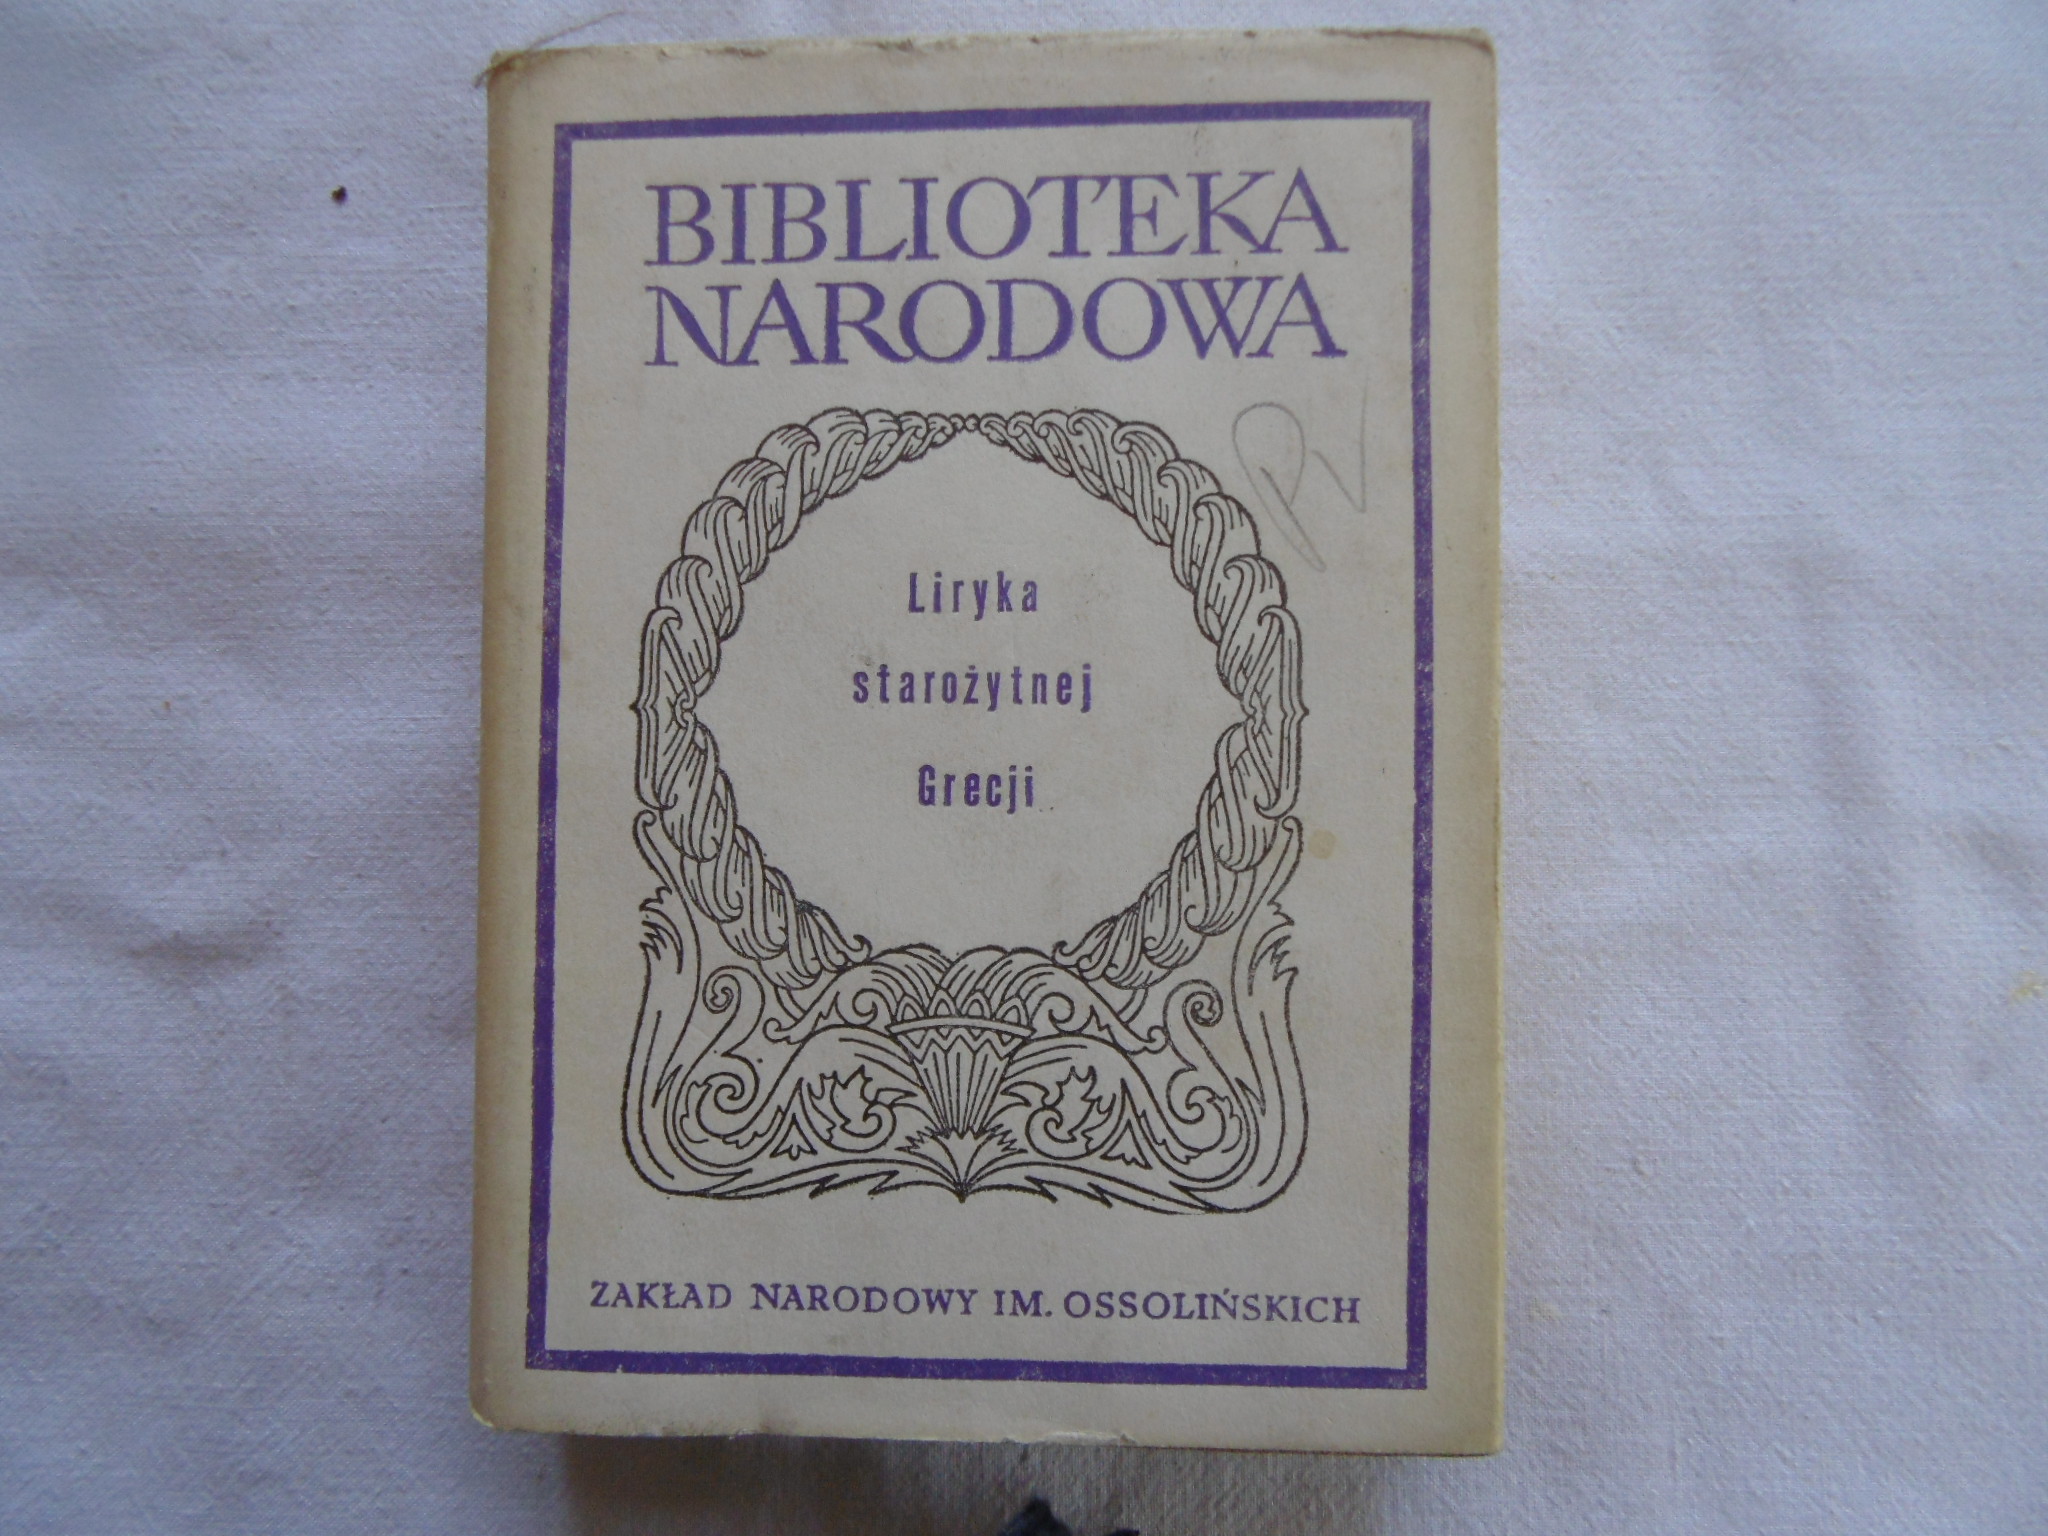 BIBLIOTEKA
NARODOWA
Liryka
starożytnej
Grecji
ZAKŁAD NARODOWY IM. OSSOLIŃSKICH